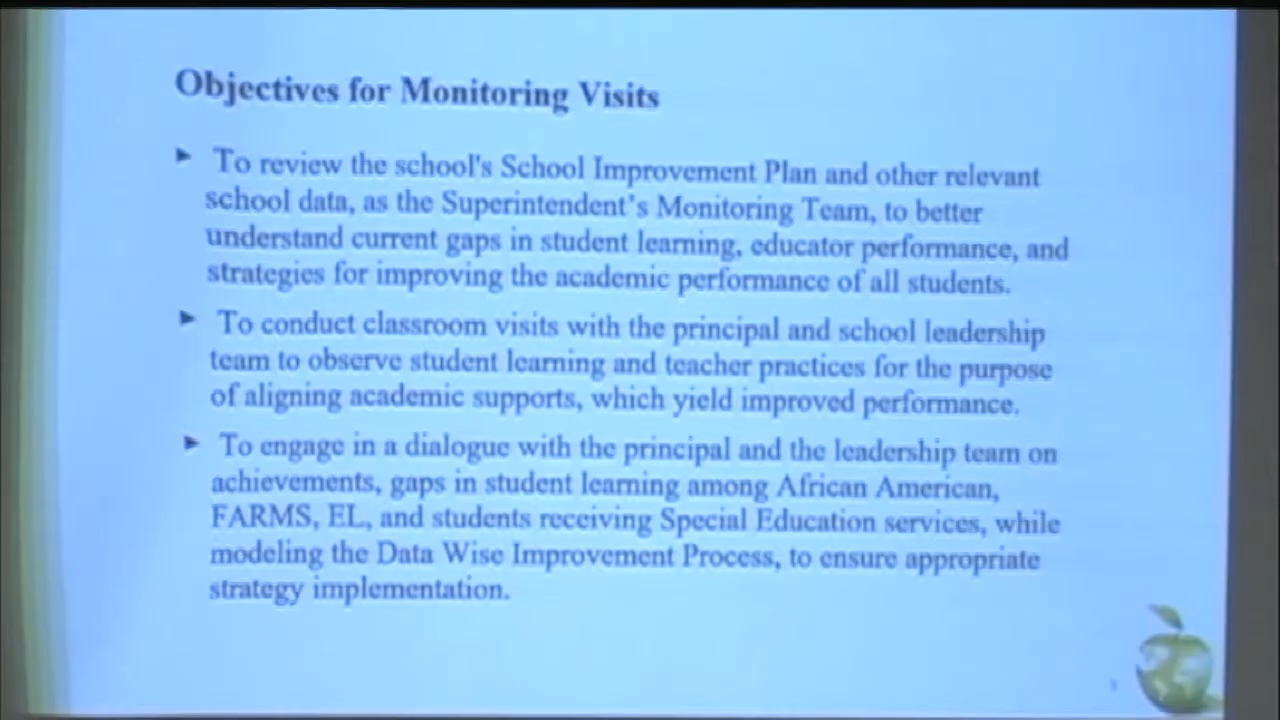 Objectives for Monitoring Visits
To review the school's School Improvement Plan and other relevant
school data, as the Superintendent's Monitoring Team, to better
understand current gaps in student learning, educator performance, and
strategies for improving the academic performance of all students.
To conduct classroom visits with the principal and school leadership
team to observe student learning and teacher practices for the purpose
of aligning academic supports, which yield improved performance.
To engage in a dialogue with the principal and the leadership team on
achievements, gaps in student learning among African American,
FARMS, EL, and students receiving Special Education services, while
modeling the Data Wise Improvement Process, to ensure appropriate
strategy implementation.